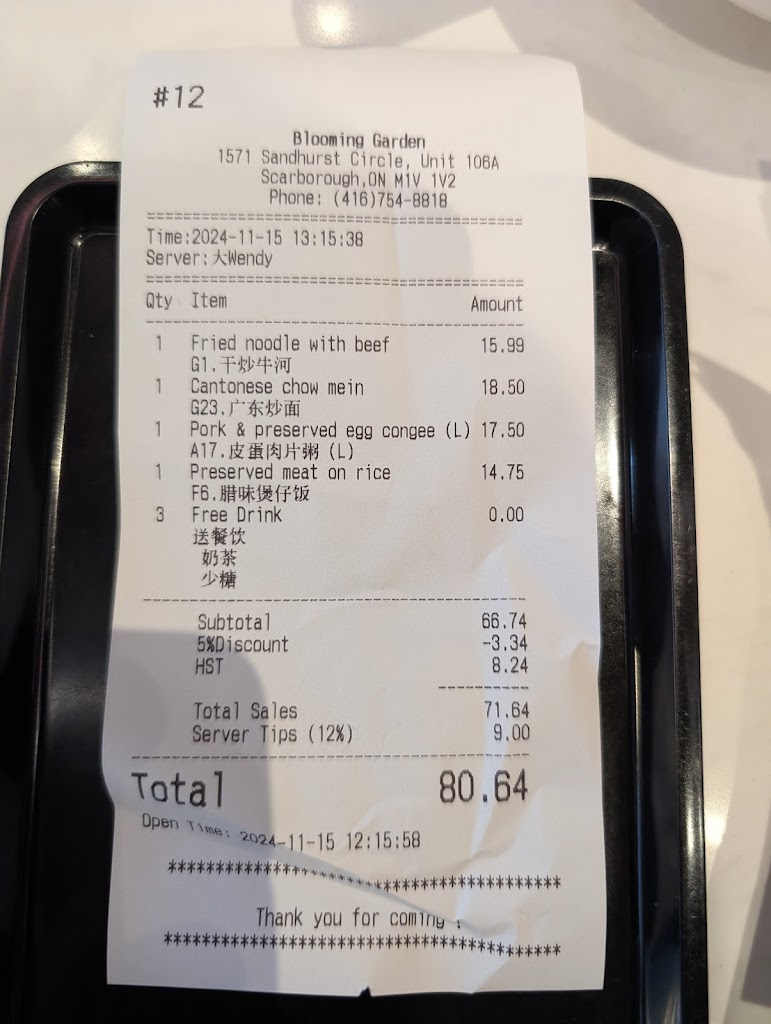 #12
Blooming Garden
1571 Sandhurst Circle, Unit 106A
Scarborough,ON M1V 1V2
Phone: (416)754-8818
Time:2024-11-15 13:15:38
Server:大Wendy
Qty Item Amount
1 Fried noodle with beef 15.99
G1.干炒牛河
1 Cantonese chow mein 18.50
G23.广东炒面
1 Pork & preserved egg congee (L) 17.50
A17.皮蛋肉片粥 (L)
1 Preserved meat on rice 14.75
F6.腊味煲仔饭
3 Free Drink 0.00
送餐饮
奶茶
少糖
Subtotal 66.74
5%Discount -3.34
HST 8.24
Total Sales 71.64
Server Tips (12%) 9.00
Total 80.64
Open Time: 2024-11-15 12:15:58
Thank you for coming !